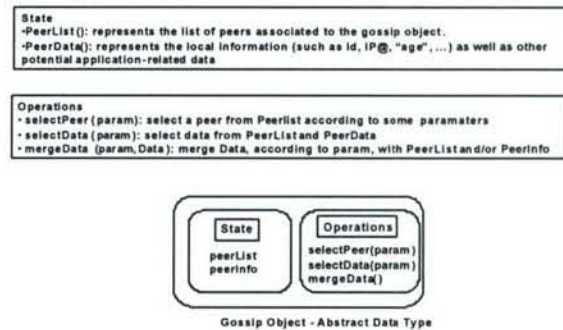 State
•PeerList(): represents the list of peers associated to the gossip object.
•PeerData(): represents the local information (such as id, IP@, "age", ...) as well as other
potential application-related data
Operations
• selectPeer (param): select a peer from Peerlist according to some paramaters
• selectData (param): select data from PeerList and PeerData
• mergeData (param,Data): merge Data, according to param, with PeerList and/or PeerInfo
State
peerList
peerInfo
Operations
selectPeer(param)
selectData(param)
mergeData()
Gossip Object - Abstract Data Type